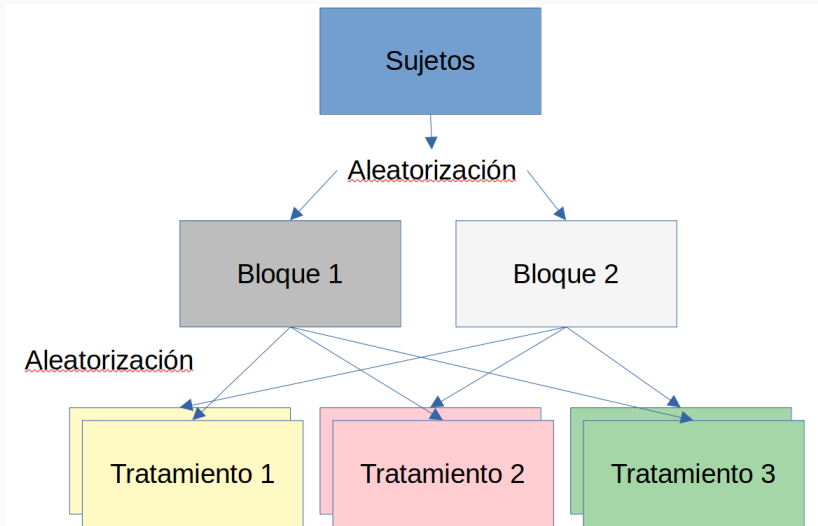 Sujetos
Aleatorización
Bloque 1
Bloque 2
Aleatorización
Tratamiento 1
Tratamiento 2
Tratamiento 3